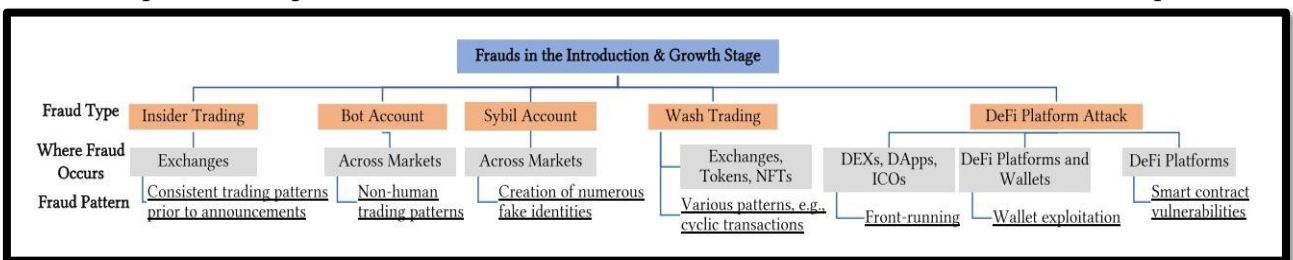 Frauds in the Introduction & Growth Stage
Fraud Type
Insider Trading
Bot Account
Sybil Account
Wash Trading
DeFi Platform Attack
Where Fraud
Occurs
Exchanges
Across Markets
Across Markets
Exchanges,
Tokens, NFTs
DEXs, DApps,
ICOs
DeFi Platforms and
Wallets
DeFi Platforms
Fraud Pattern
Consistent trading patterns
prior to announcements
Non-human
trading patterns
Creation of numerous
fake identities
Various patterns, e.g.,
cyclic transactions
Front-running
Wallet exploitation
Smart contract
vulnerabilities